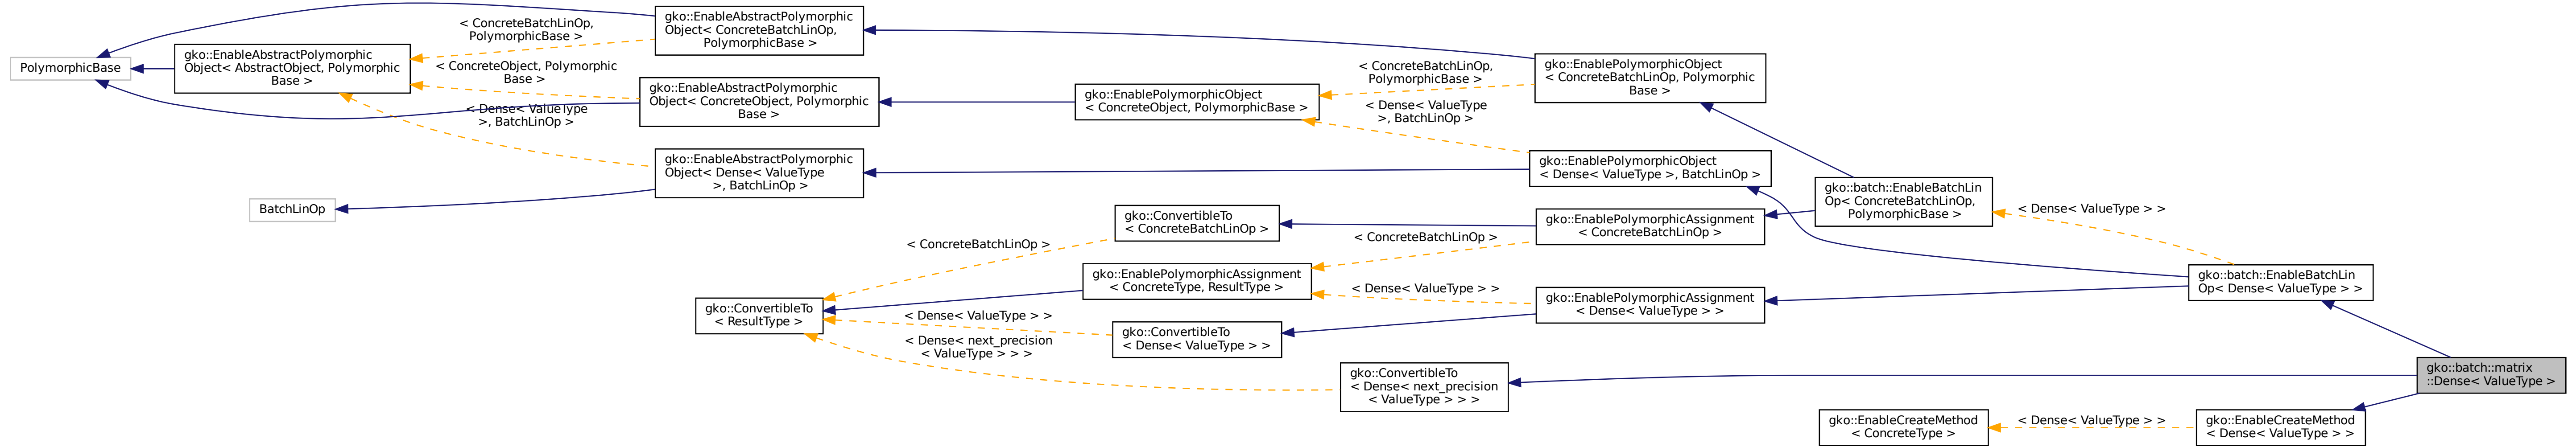 PolymorphicBase
gko::EnableAbstractPolymorphic
Object< AbstractObject, Polymorphic
Base >
BatchLinOp
< ConcreteBatchLinOp,
PolymorphicBase >
< ConcreteObject, Polymorphic
Base >
< Dense< ValueType
>, BatchLinOp >
gko::EnableAbstractPolymorphic
Object< ConcreteBatchLinOp,
PolymorphicBase >
gko::EnableAbstractPolymorphic
Object< ConcreteObject, Polymorphic
Base >
gko::EnableAbstractPolymorphic
Object< Dense< ValueType
>, BatchLinOp >
gko::ConvertibleTo
< ResultType >
< ConcreteBatchLinOp >
< Dense< ValueType > >
< Dense< next_precision
< ValueType > > >
gko::EnablePolymorphicObject
< ConcreteObject, PolymorphicBase >
gko::ConvertibleTo
< ConcreteBatchLinOp >
gko::EnablePolymorphicAssignment
< ConcreteType, ResultType >
gko::ConvertibleTo
< Dense< ValueType > >
< ConcreteBatchLinOp,
PolymorphicBase >
< Dense< ValueType
>, BatchLinOp >
< ConcreteBatchLinOp >
< Dense< ValueType > >
gko::ConvertibleTo
< Dense< next_precision
< ValueType > > >
gko::EnablePolymorphicObject
< ConcreteBatchLinOp, Polymorphic
Base >
gko::EnablePolymorphicObject
< Dense< ValueType >, BatchLinOp >
gko::EnablePolymorphicAssignment
< ConcreteBatchLinOp >
gko::EnablePolymorphicAssignment
< Dense< ValueType > >
gko::batch::EnableBatchLin
Op< ConcreteBatchLinOp,
PolymorphicBase >
gko::EnableCreateMethod
< ConcreteType >
< Dense< ValueType > >
< Dense< ValueType > >
gko::batch::EnableBatchLin
Op< Dense< ValueType > >
gko::EnableCreateMethod
< Dense< ValueType > >
gko::batch::matrix
::Dense< ValueType >